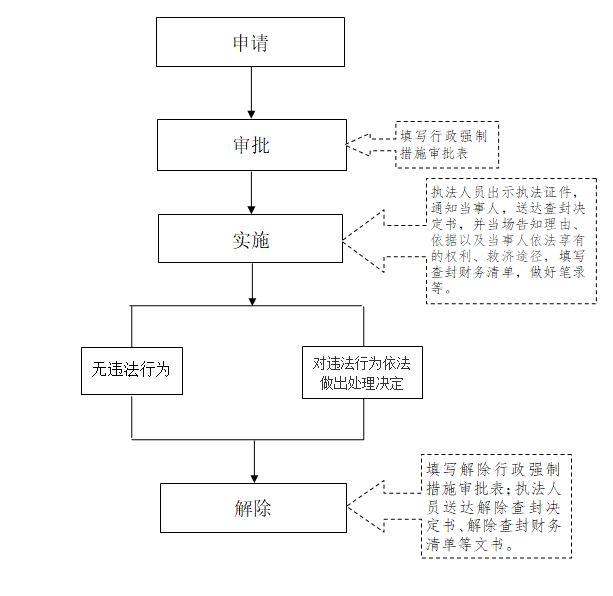 申请
审批
填写行政强制
措施审批表
实施
执法人员出示执法证件，
通知当事人，送达查封决
定书，并当场告知理由、
依据以及当事人依法享有
的权利、救济途径，填写
查封财务清单，做好笔录
等。
无违法行为
对违法行为依法
做出处理决定
解除
填写解除行政强制
措施审批表；执法人
员送达解除查封决
定书、解除查封财务
清单等文书。